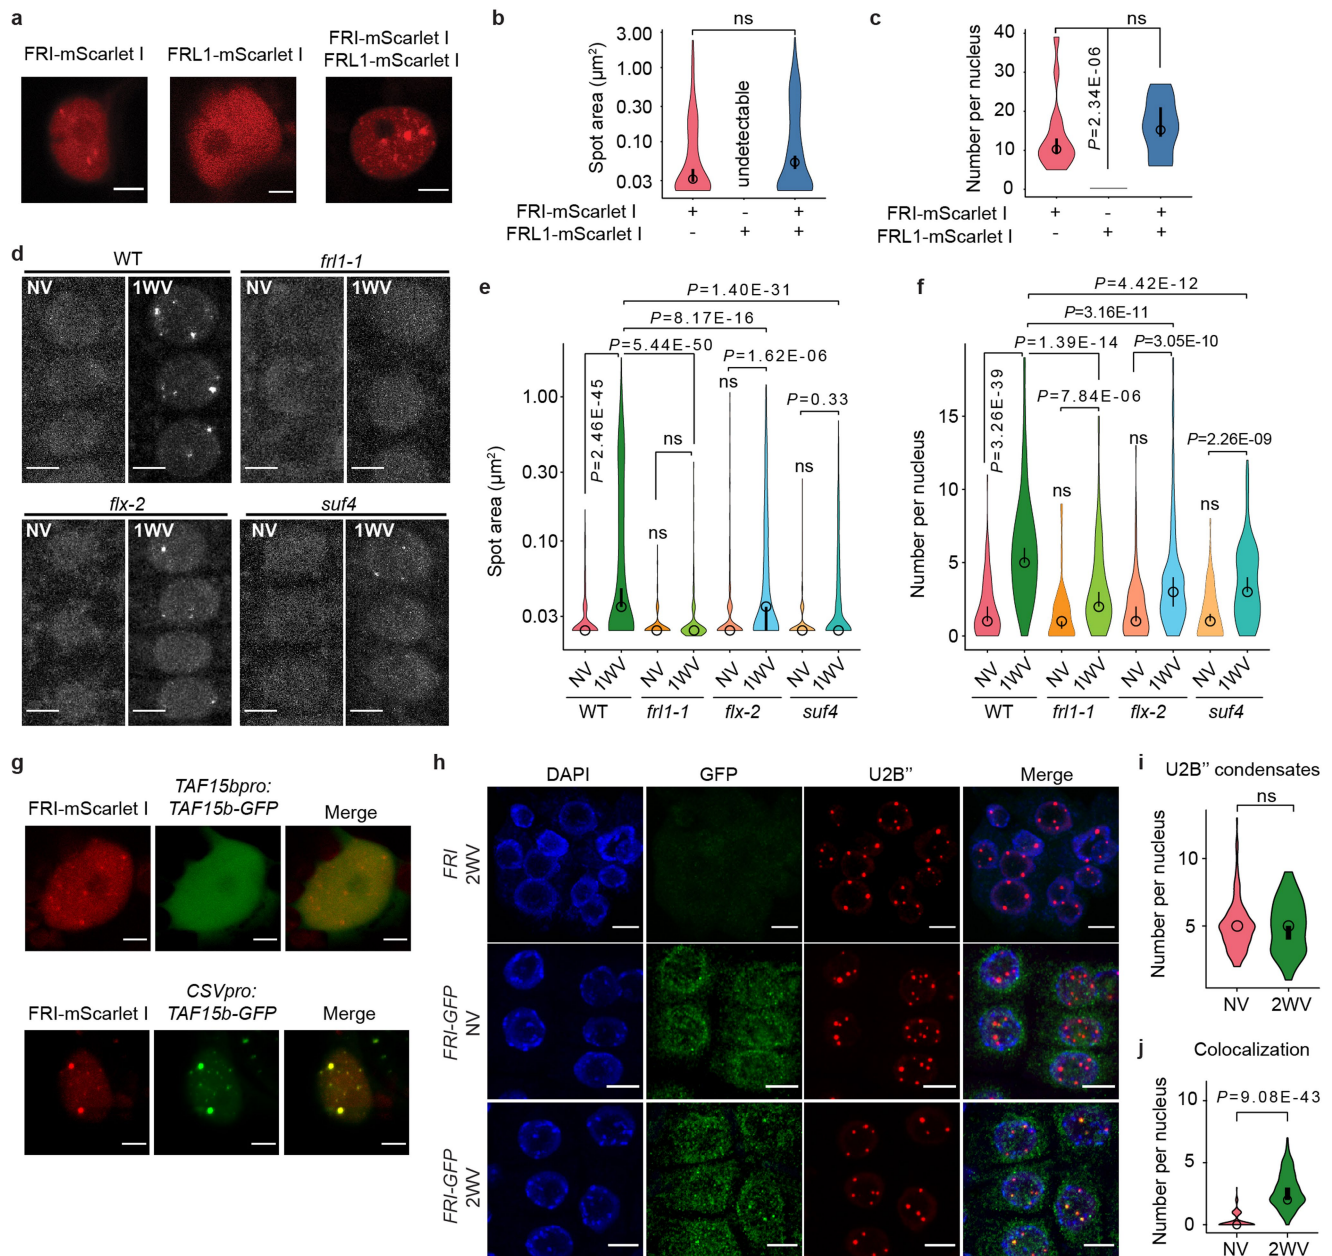 a
FRI-mScarlet I
FRL1-mScarlet I
FRI-mScarlet I
FRL1-mScarlet I
b
ns
Spot area (µm²)
3.00
1.00
0.30
0.10
0.03
undetectable
FRI-mScarlet I + - +
FRL1-mScarlet I - + +
c
ns
Number per nucleus
40
30
20
10
0
P=2.34E-06
FRI-mScarlet I + - +
FRL1-mScarlet I - + +
d
WT
frl1-1
NV
1WV
NV
1WV
flx-2
suf4
NV
1WV
NV
1WV
e
P=1.40E-31
P=8.17E-16
P=5.44E-50
P=1.62E-06
ns
P=0.33
P=2.46E-45
ns
ns
ns
Spot area (µm²)
1.00
0.30
0.10
0.03
NV 1WV NV 1WV NV 1WV NV 1WV
WT frl1-1 flx-2 suf4
f
P=4.42E-12
P=3.16E-11
P=1.39E-14
P=3.05E-10
P=7.84E-06
P=3.26E-39
ns
P=2.26E-09
ns
ns
Number per nucleus
15
10
5
0
NV 1WV NV 1WV NV 1WV NV 1WV
WT frl1-1 flx-2 suf4
g
FRI-mScarlet I
TAF15bpro:
TAF15b-GFP
Merge
FRI-mScarlet I
CSVpro:
TAF15b-GFP
Merge
h
DAPI GFP U2B” Merge
FRI
2WV
FRI-GFP
NV
FRI-GFP
2WV
i
U2B” condensates
ns
Number per nucleus
10
5
NV 2WV
j
Colocalization
P=9.08E-43
Number per nucleus
10
5
0
NV 2WV